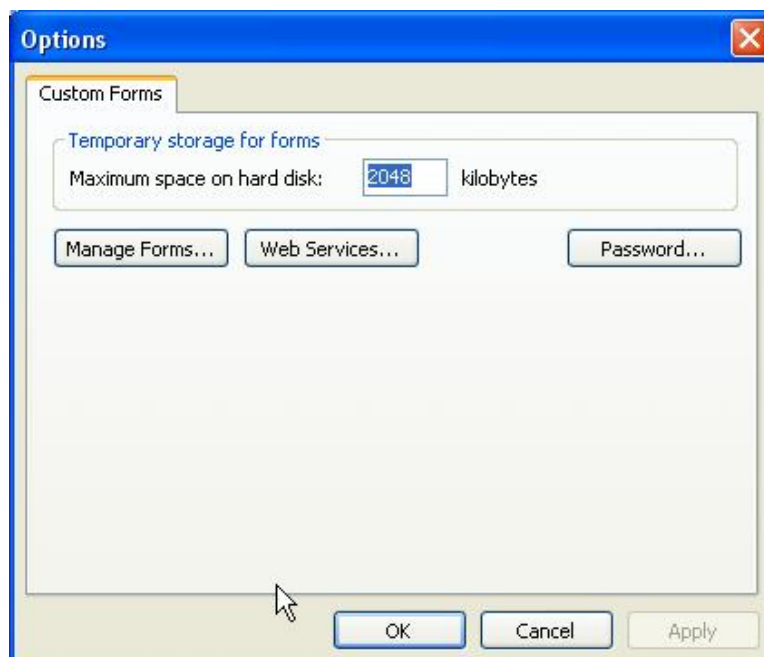 Options
Custom Forms
Temporary storage for forms
Maximum space on hard disk: 2048 kilobytes
Manage Forms... Web Services... Password...
OK Cancel Apply